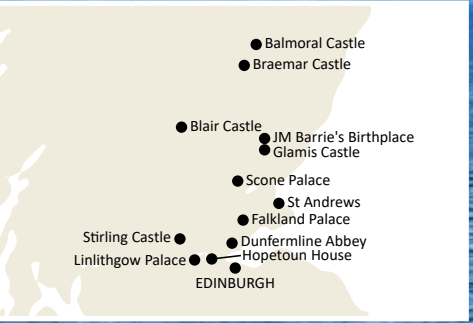 Balmoral Castle
Braemar Castle
Blair Castle
JM Barrie's Birthplace
Glamis Castle
Scone Palace
St Andrews
Falkland Palace
Stirling Castle
Dunfermline Abbey
Hopetoun House
Linlithgow Palace
EDINBURGH